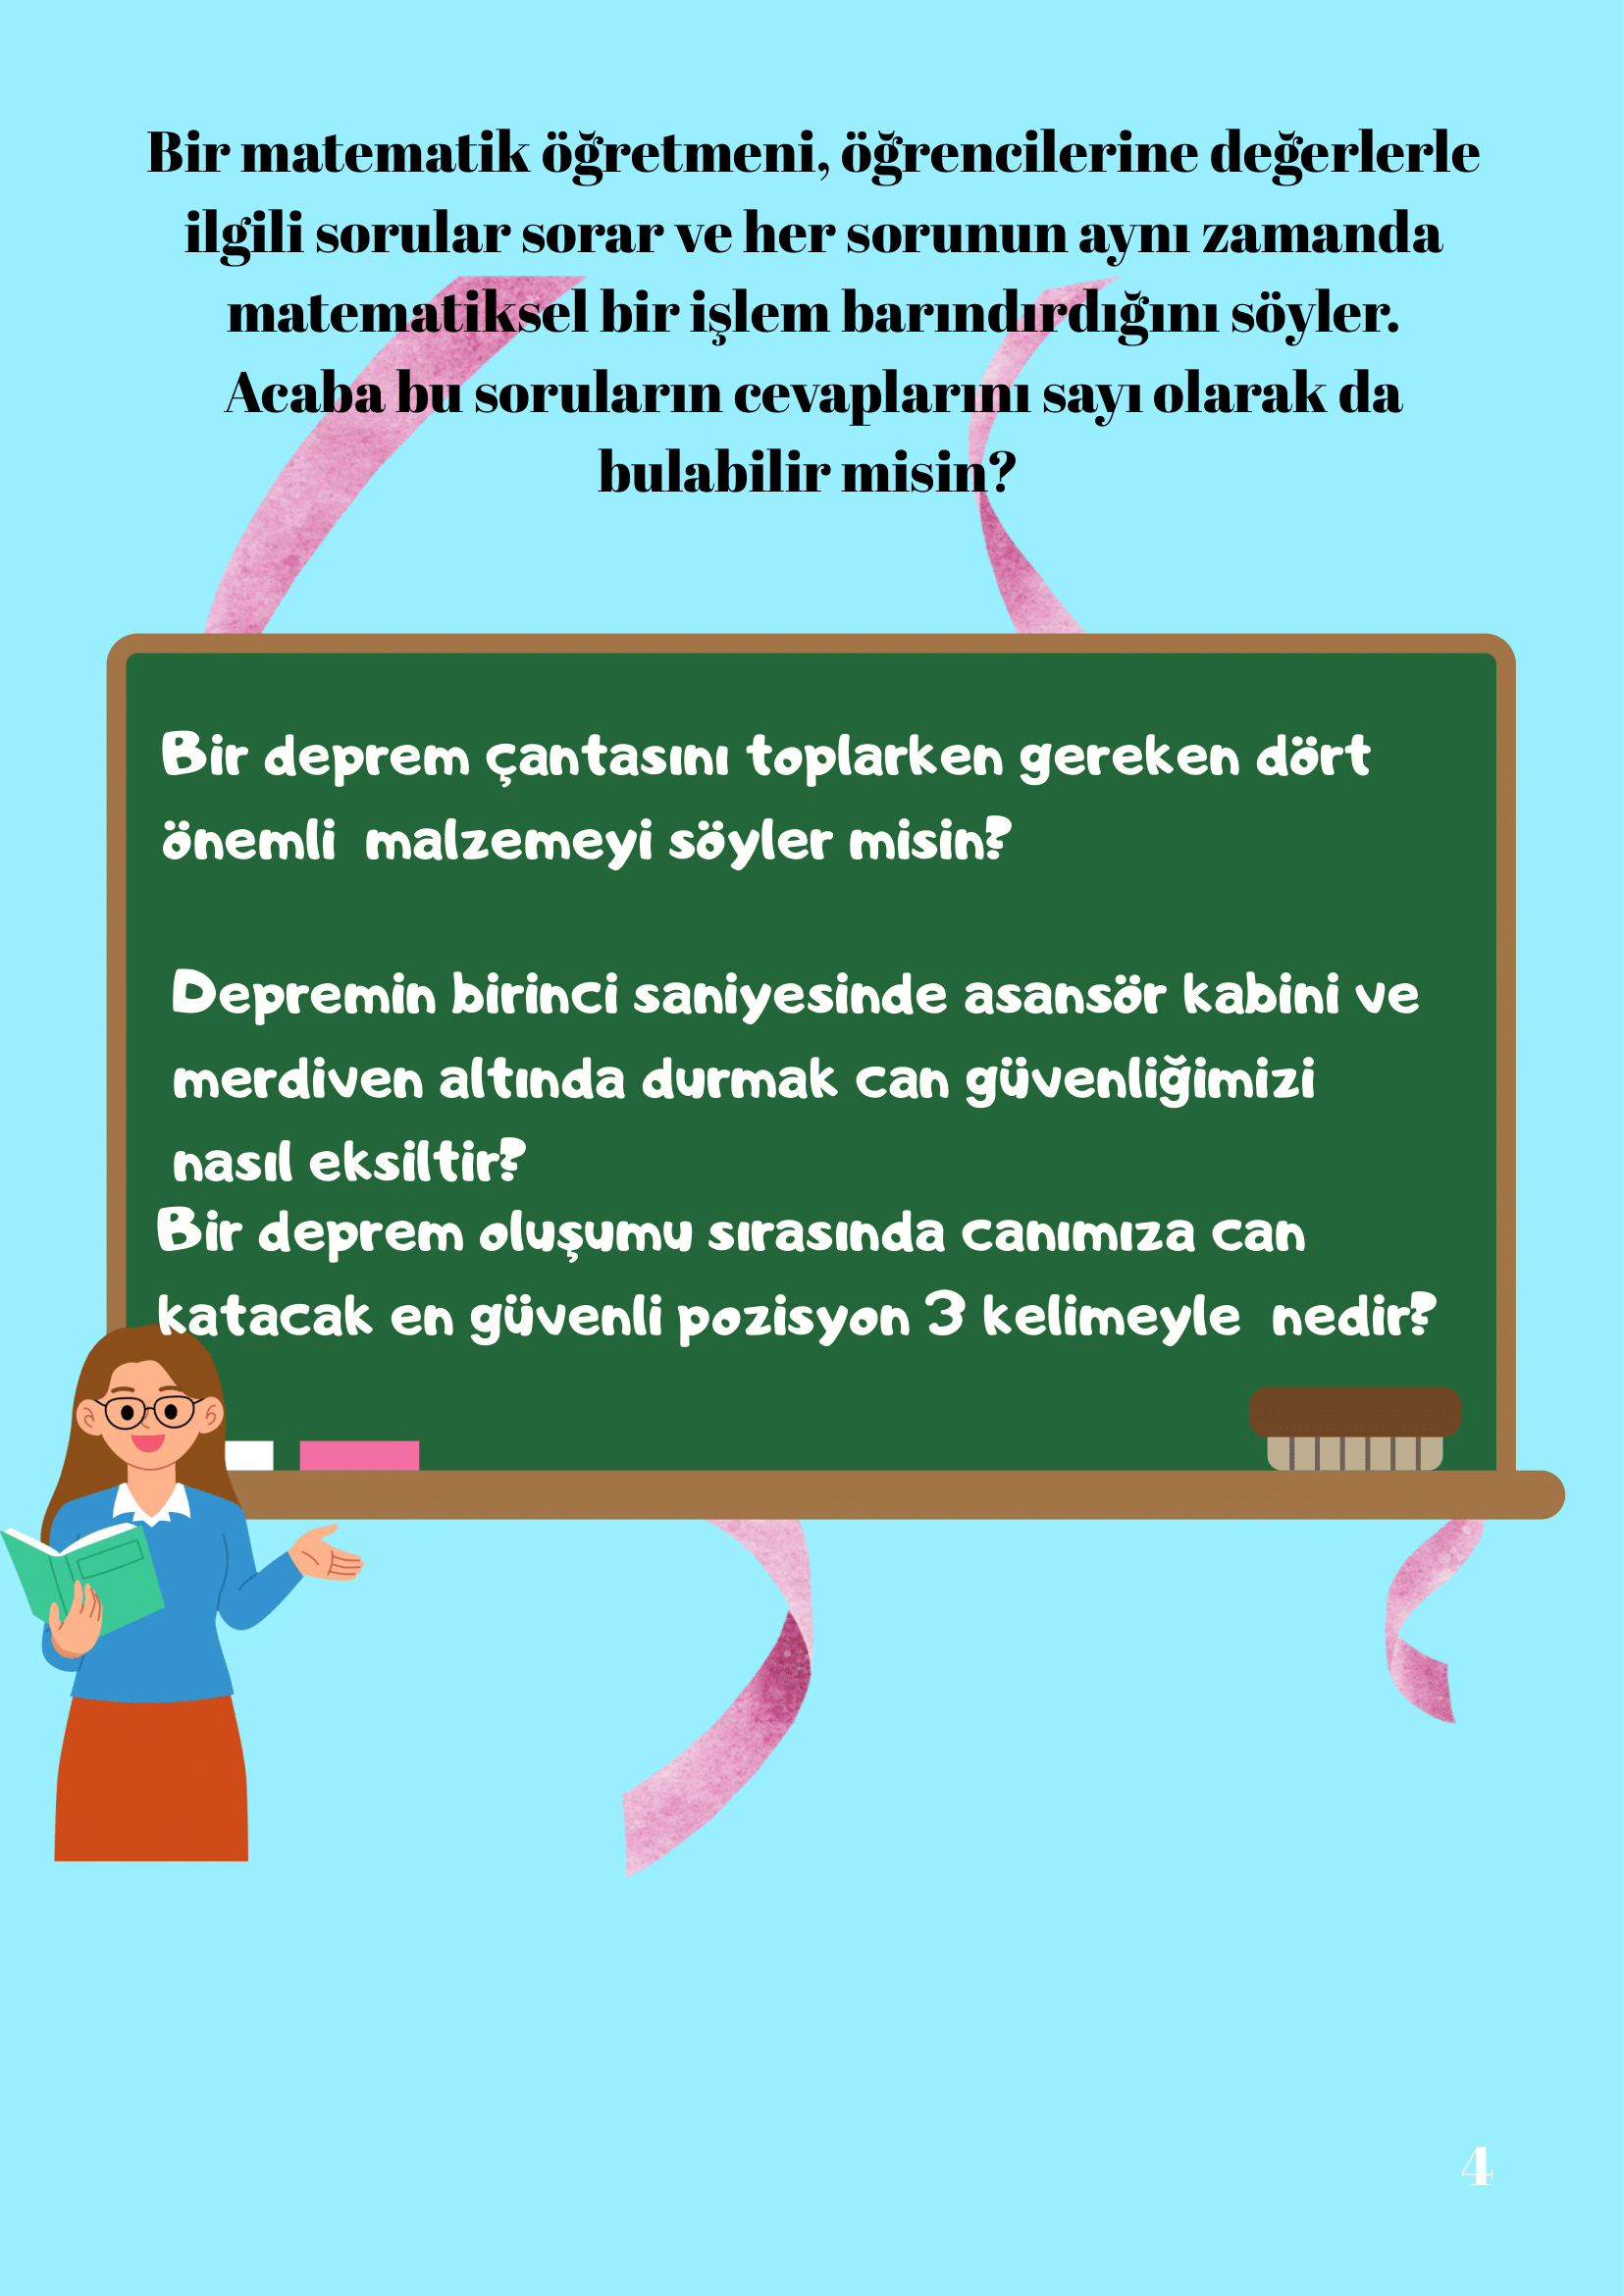 Bir matematik öğretmeni, öğrencilerine değerlerle
ilgili sorular sorar ve her sorunun aynı zamanda
matematiksel bir işlem barındırdığını söyler.
Acaba bu soruların cevaplarını sayı olarak da
bulabilir misin?
Bir deprem çantasını toplarken gereken dört
önemli malzemeyi söyler misin?
Depremin birinci saniyesinde asansör kabini ve
merdiven altında durmak can güvenliğimizi
nasıl eksiltir?
Bir deprem oluşumu sırasında canımıza can
katacak en güvenli pozisyon 3 kelimeyle nedir?
4